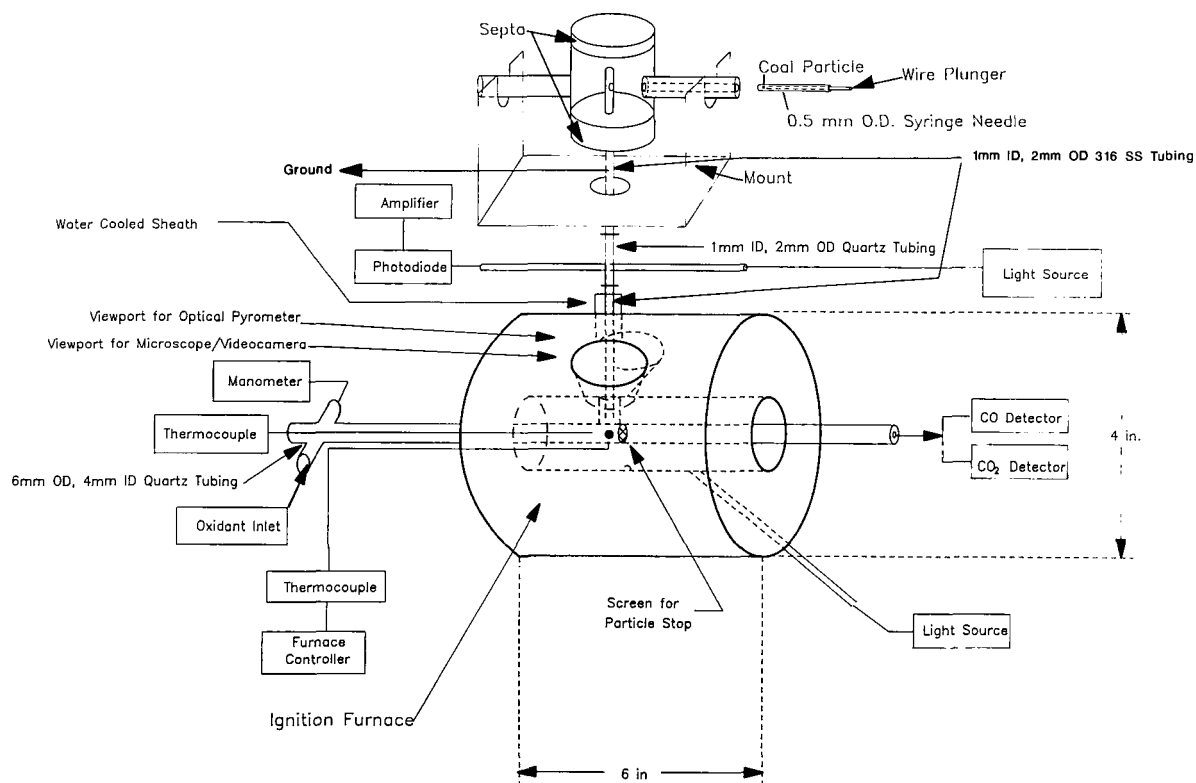 Septa
Coal Particle
Wire Plunger
0.5 mm O.D. Syringe Needle
1mm ID, 2mm OD 316 SS Tubing
Ground
Mount
Amplifier
Water Cooled Sheath
1mm ID, 2mm OD Quartz Tubing
Photodiode
Light Source
Viewport for Optical Pyrometer
Viewport for Microscope/Videocamera
Manometer
CO Detector
Thermocouple
4 in.
CO₂ Detector
6mm OD, 4mm ID Quartz Tubing
Oxidant Inlet
Thermocouple
Screen for
Particle Stop
Light Source
Furnace
Controller
Ignition Furnace
6 in